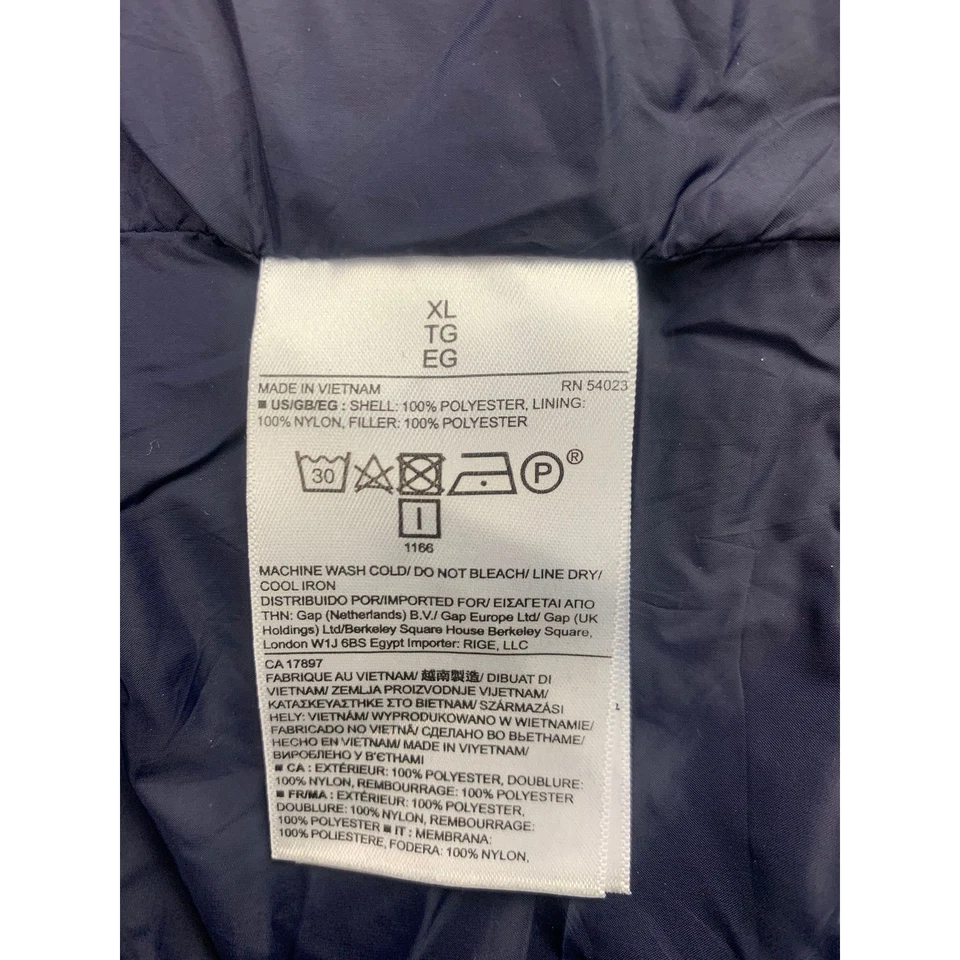 XL
TG
EG
MADE IN VIETNAM RN 54023
■ US/GB/EG : SHELL: 100% POLYESTER, LINING:
100% NYLON, FILLER: 100% POLYESTER
30 P ®
1166
MACHINE WASH COLD/ DO NOT BLEACH/ LINE DRY/
COOL IRON
DISTRIBUIDO POR/IMPORTED FOR/ ΕΙΣΑΓΕΤΑΙ ΑΠΟ
ΤΗΝ: Gap (Netherlands) B.V./ Gap Europe Ltd/ Gap (UK
Holdings) Ltd/Berkeley Square House Berkeley Square,
London W1J 6BS Egypt Importer: RIGE, LLC
CA 17897
FABRIQUE AU VIETNAM/ 越南製造/ DIBUAT DI
VIETNAM/ ZEMLJA PROIZVODNJE VIJETNAM/
ΚΑΤΑΣΚΕΥΑΣΤΗΚΕ ΣΤΟ ΒΙΕΤΝΑΜ/ SZÁRMAZÁSI
HELY: VIETNÁM/ WYPRODUKOWANO W WIETNAMIE/
FABRICADO NO VIETNÃ/ СДЕЛАНО ВО ВЬЕТНАМЕ/
HECHO EN VIETNAM/ MADE IN VIYETNAM/
ВИРОБЛЕНО У В'ЄТНАМІ
■ CA : EXTÉRIEUR: 100% POLYESTER, DOUBLURE:
100% NYLON, REMBOURRAGE: 100% POLYESTER
■ FR/MA : EXTÉRIEUR: 100% POLYESTER,
DOUBLURE: 100% NYLON, REMBOURRAGE:
100% POLYESTER ■ IT : MEMBRANA:
100% POLIESTERE, FODERA: 100% NYLON,